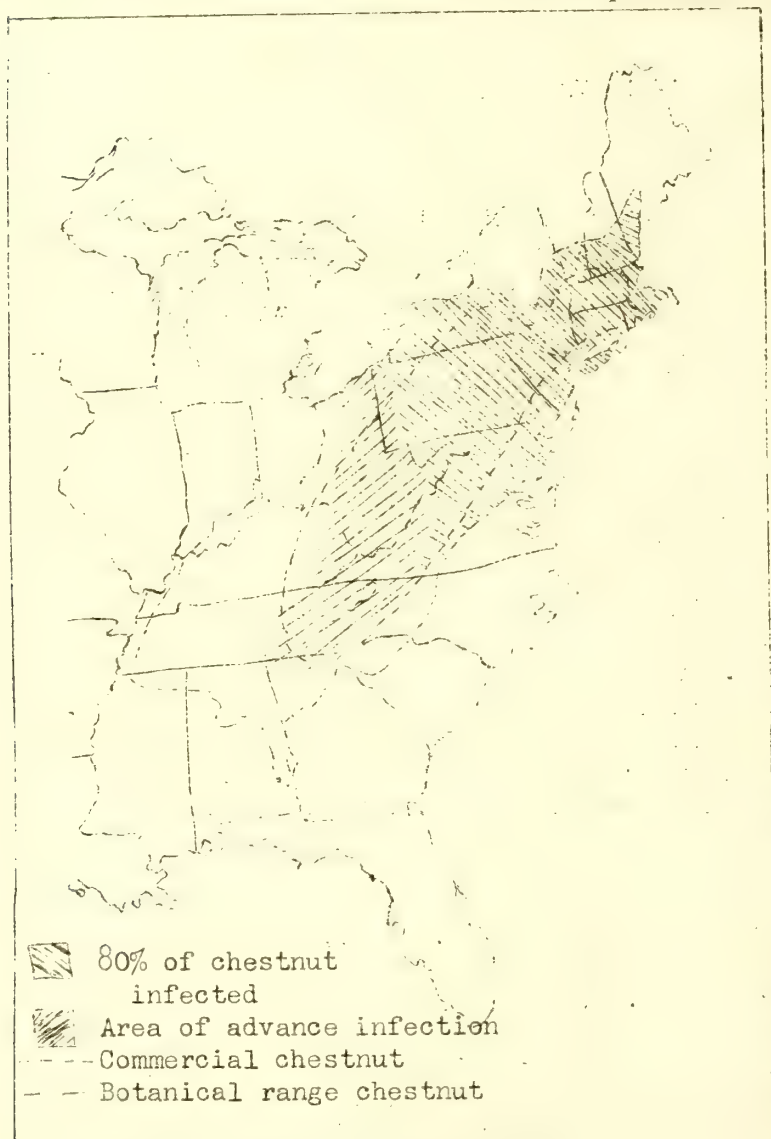 80% of chestnut
infected
Area of advance infection
Commercial chestnut
Botanical range chestnut